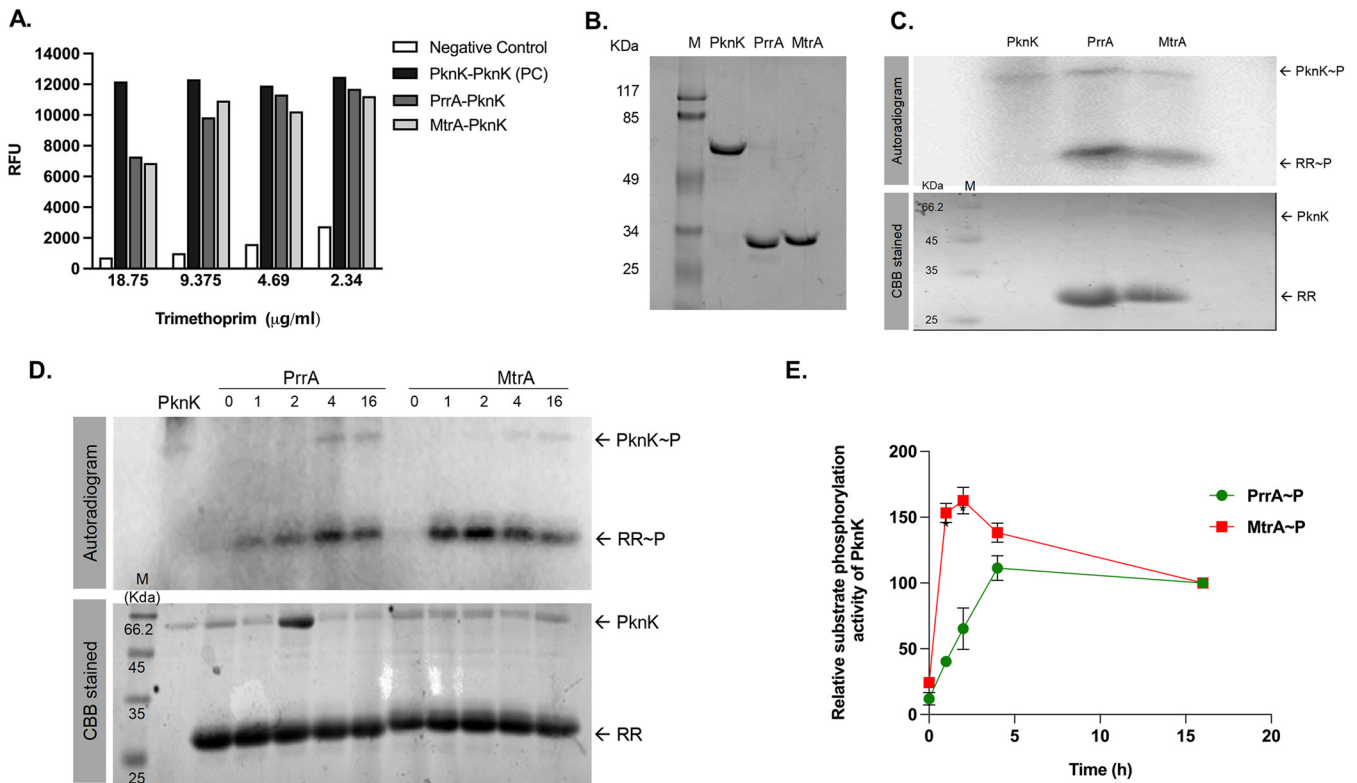 A.
14000
12000
10000
8000
6000
4000
2000
0
RFU
18.75 9.375 4.69 2.34
Trimethoprim (μg/ml)
Negative Control
PknK-PknK (PC)
PrrA-PknK
MtrA-PknK
B.
KDa M PknK PrrA MtrA
117
85
49
34
25
C.
PknK PrrA MtrA
Autoradiogram
← PknK~P
← RR~P
CBB stained
KDa M
66.2
45
35
25
← PknK
← RR
D.
PrrA MtrA
PknK 0 1 2 4 16 0 1 2 4 16
Autoradiogram
← PknK~P
← RR~P
CBB stained
M
(Kda)
66.2
45
35
25
← PknK
← RR
E.
Relative substrate phosphorylation
activity of PknK
200
150
100
50
0
0 5 10 15 20
Time (h)
* *
PrrA~P
MtrA~P